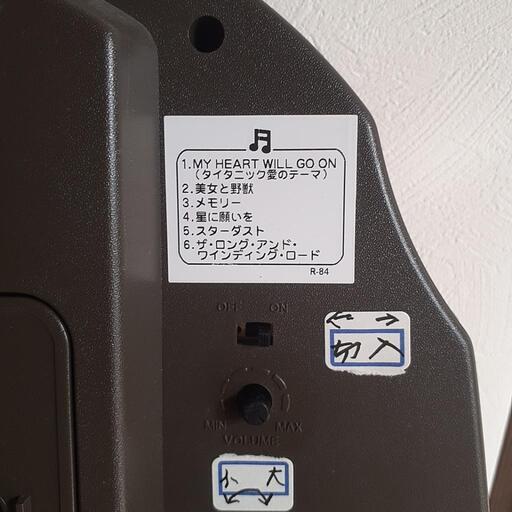 1. MY HEART WILL GO ON
(タイタニック愛のテーマ)
2. 美女と野獣
3. メモリー
4. 星に願いを
5. スターダスト
6. ザ・ロング・アンド・
ワインディング・ロード
R-84
OFF ON
切入
MIN MAX
VOLUME
小 大